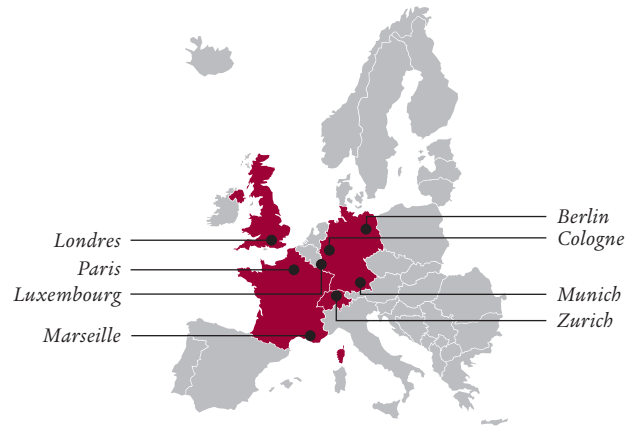 Londres
Paris
Luxembourg
Marseille
Berlin
Cologne
Munich
Zurich